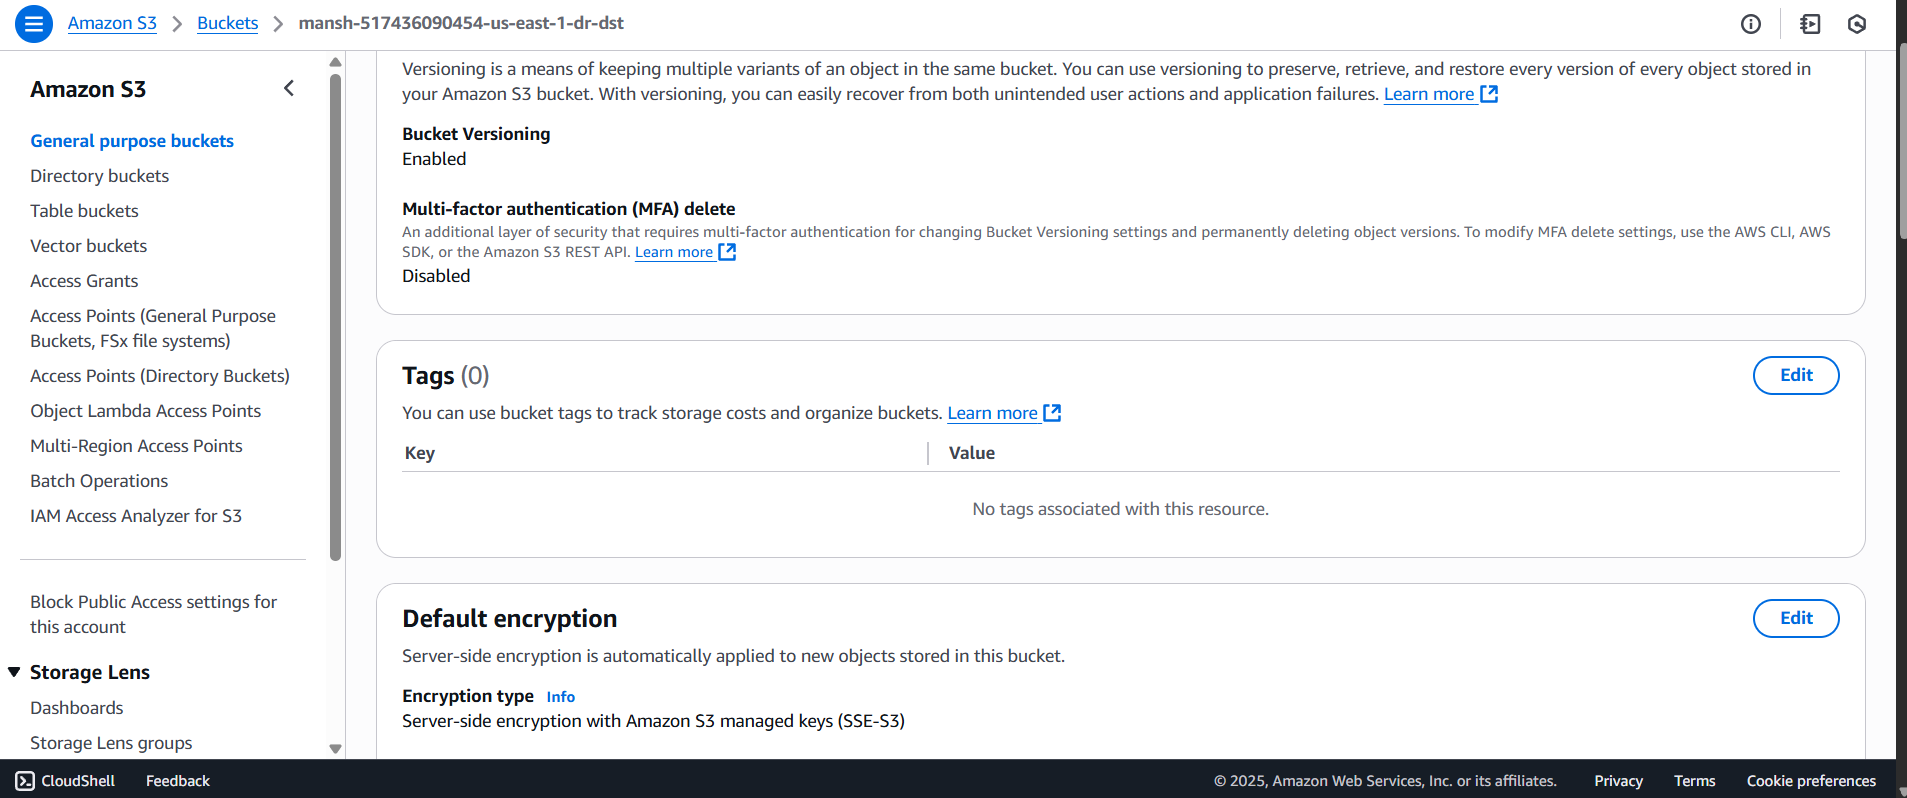 Amazon S3 > Buckets > mansh-517436090454-us-east-1-dr-dst
Amazon S3
General purpose buckets
Directory buckets
Table buckets
Vector buckets
Access Grants
Access Points (General Purpose
Buckets, FSx file systems)
Access Points (Directory Buckets)
Object Lambda Access Points
Multi-Region Access Points
Batch Operations
IAM Access Analyzer for S3
Block Public Access settings for
this account
Storage Lens
Dashboards
Storage Lens groups
Versioning is a means of keeping multiple variants of an object in the same bucket. You can use versioning to preserve, retrieve, and restore every version of every object stored in
your Amazon S3 bucket. With versioning, you can easily recover from both unintended user actions and application failures. Learn more
Bucket Versioning
Enabled
Multi-factor authentication (MFA) delete
An additional layer of security that requires multi-factor authentication for changing Bucket Versioning settings and permanently deleting object versions. To modify MFA delete settings, use the AWS CLI, AWS
SDK, or the Amazon S3 REST API. Learn more
Disabled
Tags (0)
Edit
You can use bucket tags to track storage costs and organize buckets. Learn more
Key
Value
No tags associated with this resource.
Default encryption
Edit
Server-side encryption is automatically applied to new objects stored in this bucket.
Encryption type Info
Server-side encryption with Amazon S3 managed keys (SSE-S3)
CloudShell
Feedback
© 2025, Amazon Web Services, Inc. or its affiliates.
Privacy
Terms
Cookie preferences